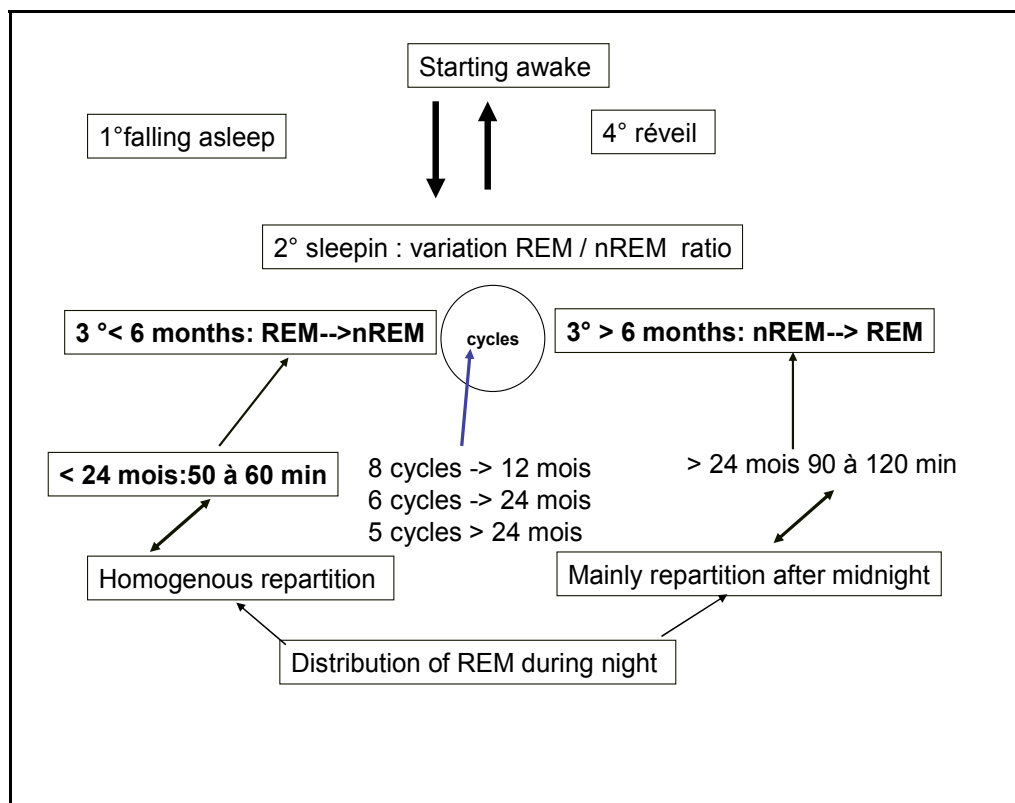 Starting awake
1°falling asleep
4° réveil
2° sleepin : variation REM / nREM ratio
3 °< 6 months: REM-->nREM
cycles
3° > 6 months: nREM--> REM
< 24 mois:50 à 60 min
8 cycles -> 12 mois
6 cycles -> 24 mois
5 cycles > 24 mois
> 24 mois 90 à 120 min
Homogenous repartition
Mainly repartition after midnight
Distribution of REM during night